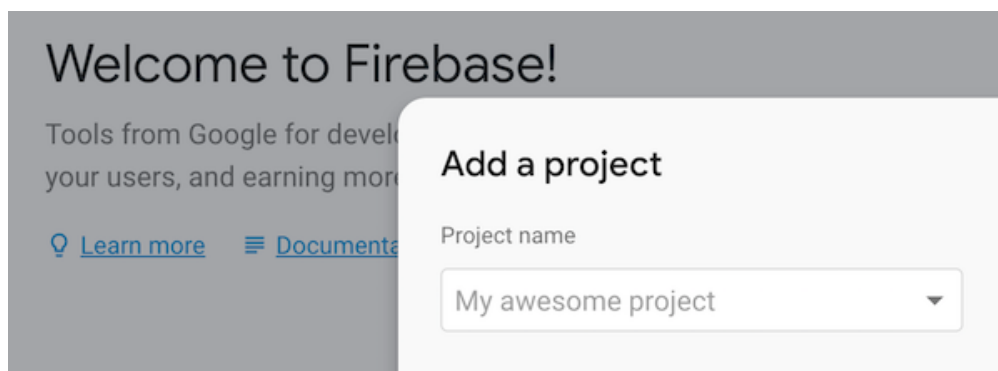 Welcome to Firebase!
Tools from Google for devel
your users, and earning more
Learn more
Documenta
Add a project
Project name
My awesome project